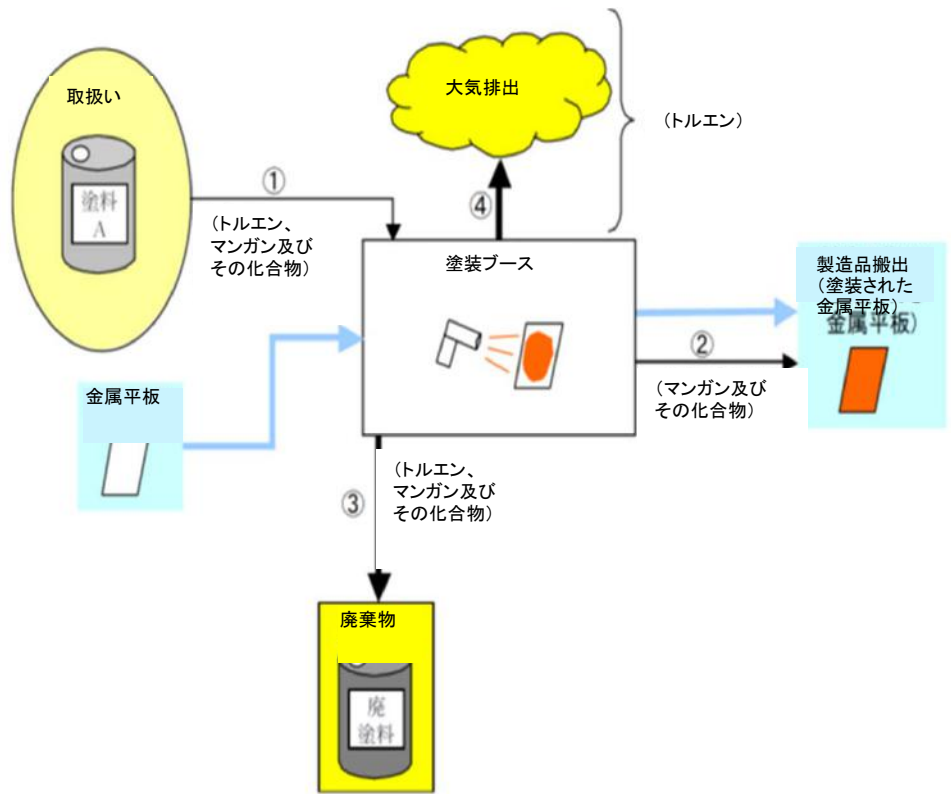 取扱い
塗料
A
①
(トルエン、
マンガン及び
その化合物)
大気排出
(トルエン)
④
塗装ブース
製造品搬出
(塗装された
金属平板)
金属平板)
②
(マンガン及び
その化合物)
金属平板
③
(トルエン、
マンガン及び
その化合物)
廃棄物
廃
塗料